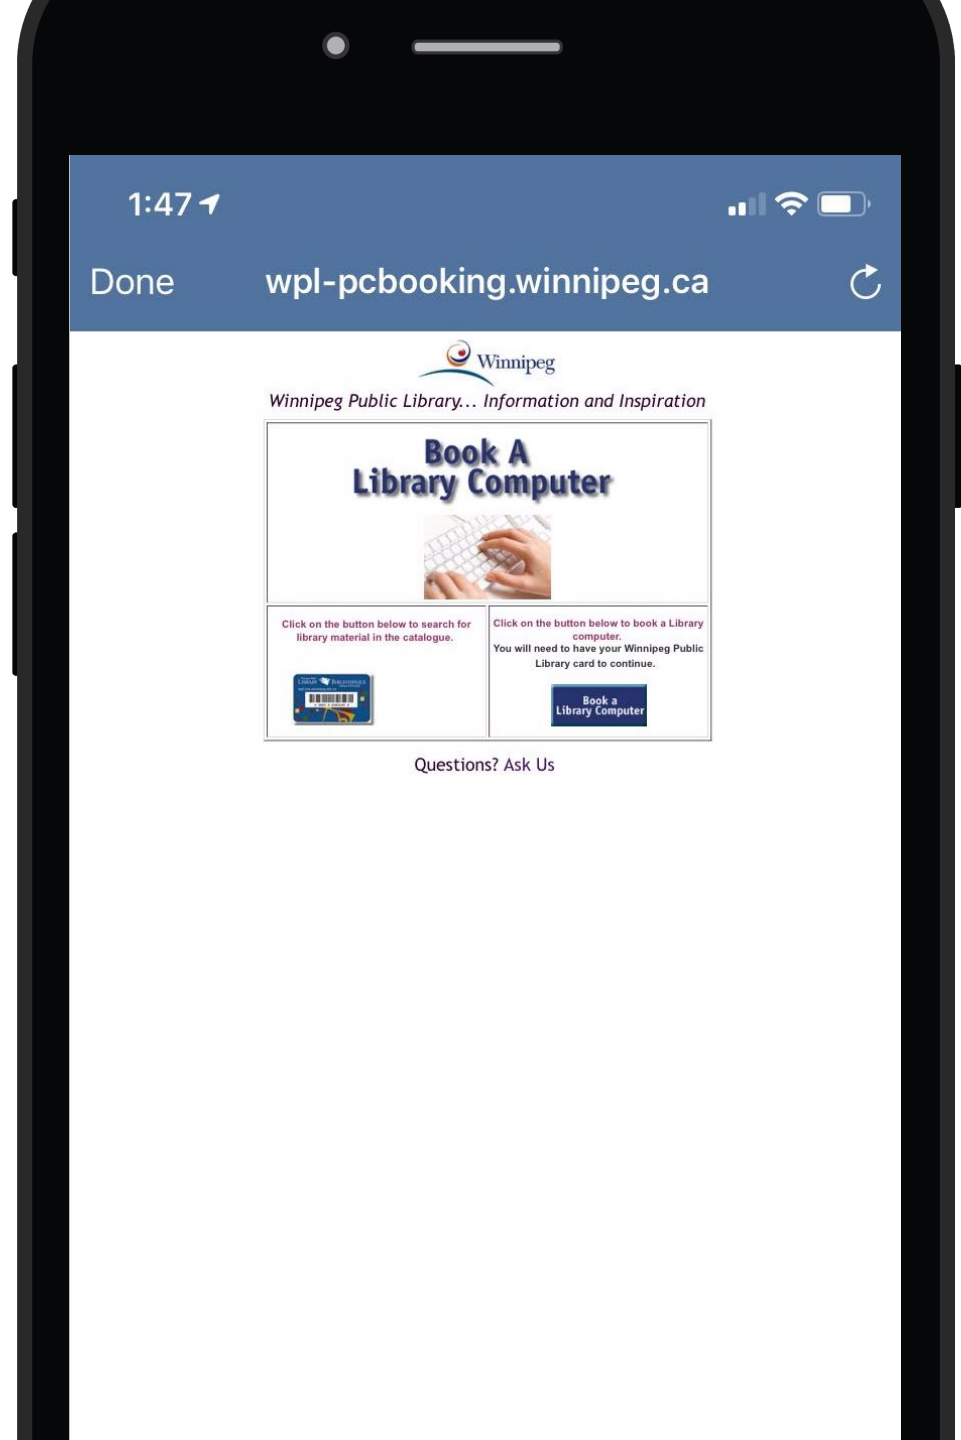 1:47
Done wpl-pcbooking.winnipeg.ca
Winnipeg
Winnipeg Public Library... Information and Inspiration
Book A
Library Computer
Click on the button below to search for
library material in the catalogue.
Click on the button below to book a Library
computer.
You will need to have your Winnipeg Public
Library card to continue.
Book a
Library Computer
Questions? Ask Us